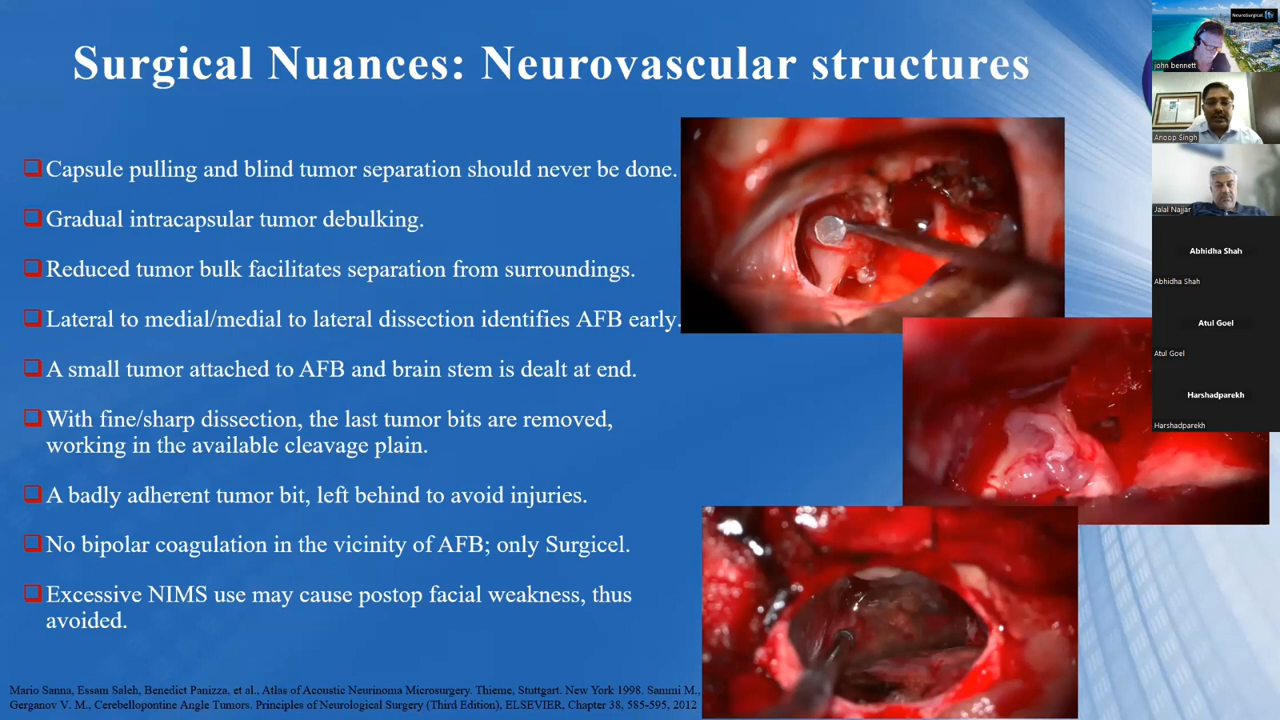 Surgical Nuances: Neurovascular structures
Capsule pulling and blind tumor separation should never be done.
Gradual intracapsular tumor debulking.
Reduced tumor bulk facilitates separation from surroundings.
Lateral to medial/medial to lateral dissection identifies AFB early.
A small tumor attached to AFB and brain stem is dealt at end.
With fine/sharp dissection, the last tumor bits are removed,
working in the available cleavage plain.
A badly adherent tumor bit, left behind to avoid injuries.
No bipolar coagulation in the vicinity of AFB; only Surgicel.
Excessive NIMS use may cause postop facial weakness, thus
avoided.
Mario Sanna, Essam Saleh, Benedict Panizza, et al., Atlas of Acoustic Neurinoma Microsurgery. Thieme, Stuttgart. New York 1998. Sammi M.,
Gerganov V. M., Cerebellopontine Angle Tumors. Principles of Neurological Surgery (Third Edition), ELSEVIER, Chapter 38, 585-595, 2012
john bennett
Anoop Singh
Jalal Najjar
Abhidha Shah
Abhidha Shah
Atul Goel
Atul Goel
Harshadparekh
Harshadparekh